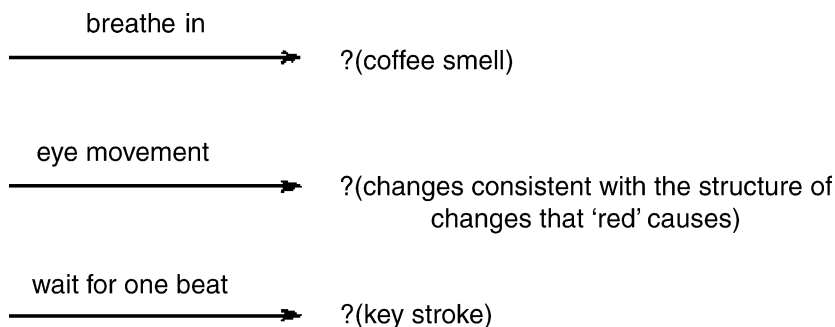 breathe in
?(coffee smell)
eye movement
?(changes consistent with the structure of
changes that ‘red’ causes)
wait for one beat
?(key stroke)